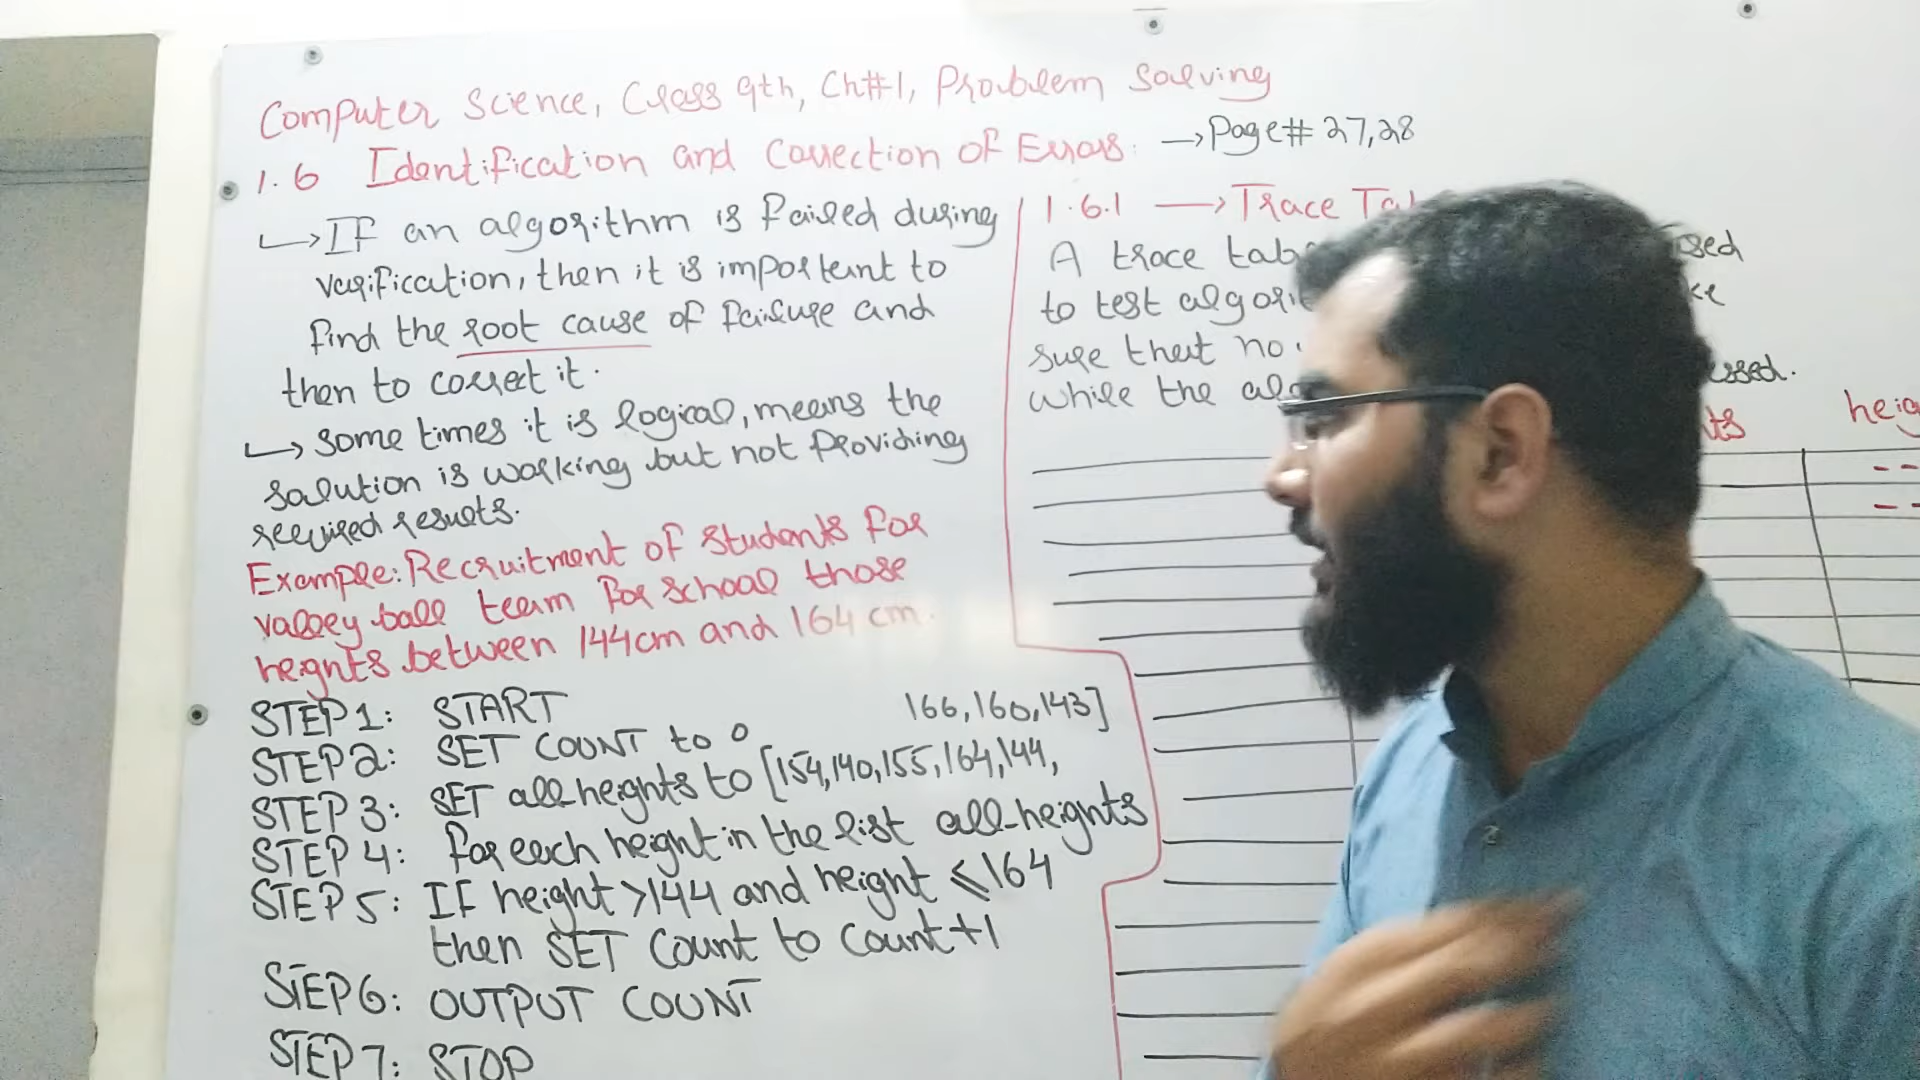 Computer Science, Class 9th, Ch#1, Problem Solving
1.6 Identification and Correction of Errors: → Page# 27,28
↳ If an algorithm is failed during
varification, then it is important to
find the root cause of failure and
then to correct it.
↳ Some times it is logical, means the
solution is working but not Providing
required results.
Example: Recruitment of Students for
valley ball team for school those
heights between 144cm and 164 cm.
STEP 1: START
STEP 2: SET COUNT to 0
166, 160, 143]
STEP 3: SET all-heights to [154, 140, 155, 164, 144,
STEP 4: for each height in the list all-heights
STEP 5: IF height >144 and height ≤164
then SET Count to Count+1
STEP 6: OUTPUT COUNT
STEP 7: STOP
1.6.1 → Trace
A trace
to test
sure that no
while the